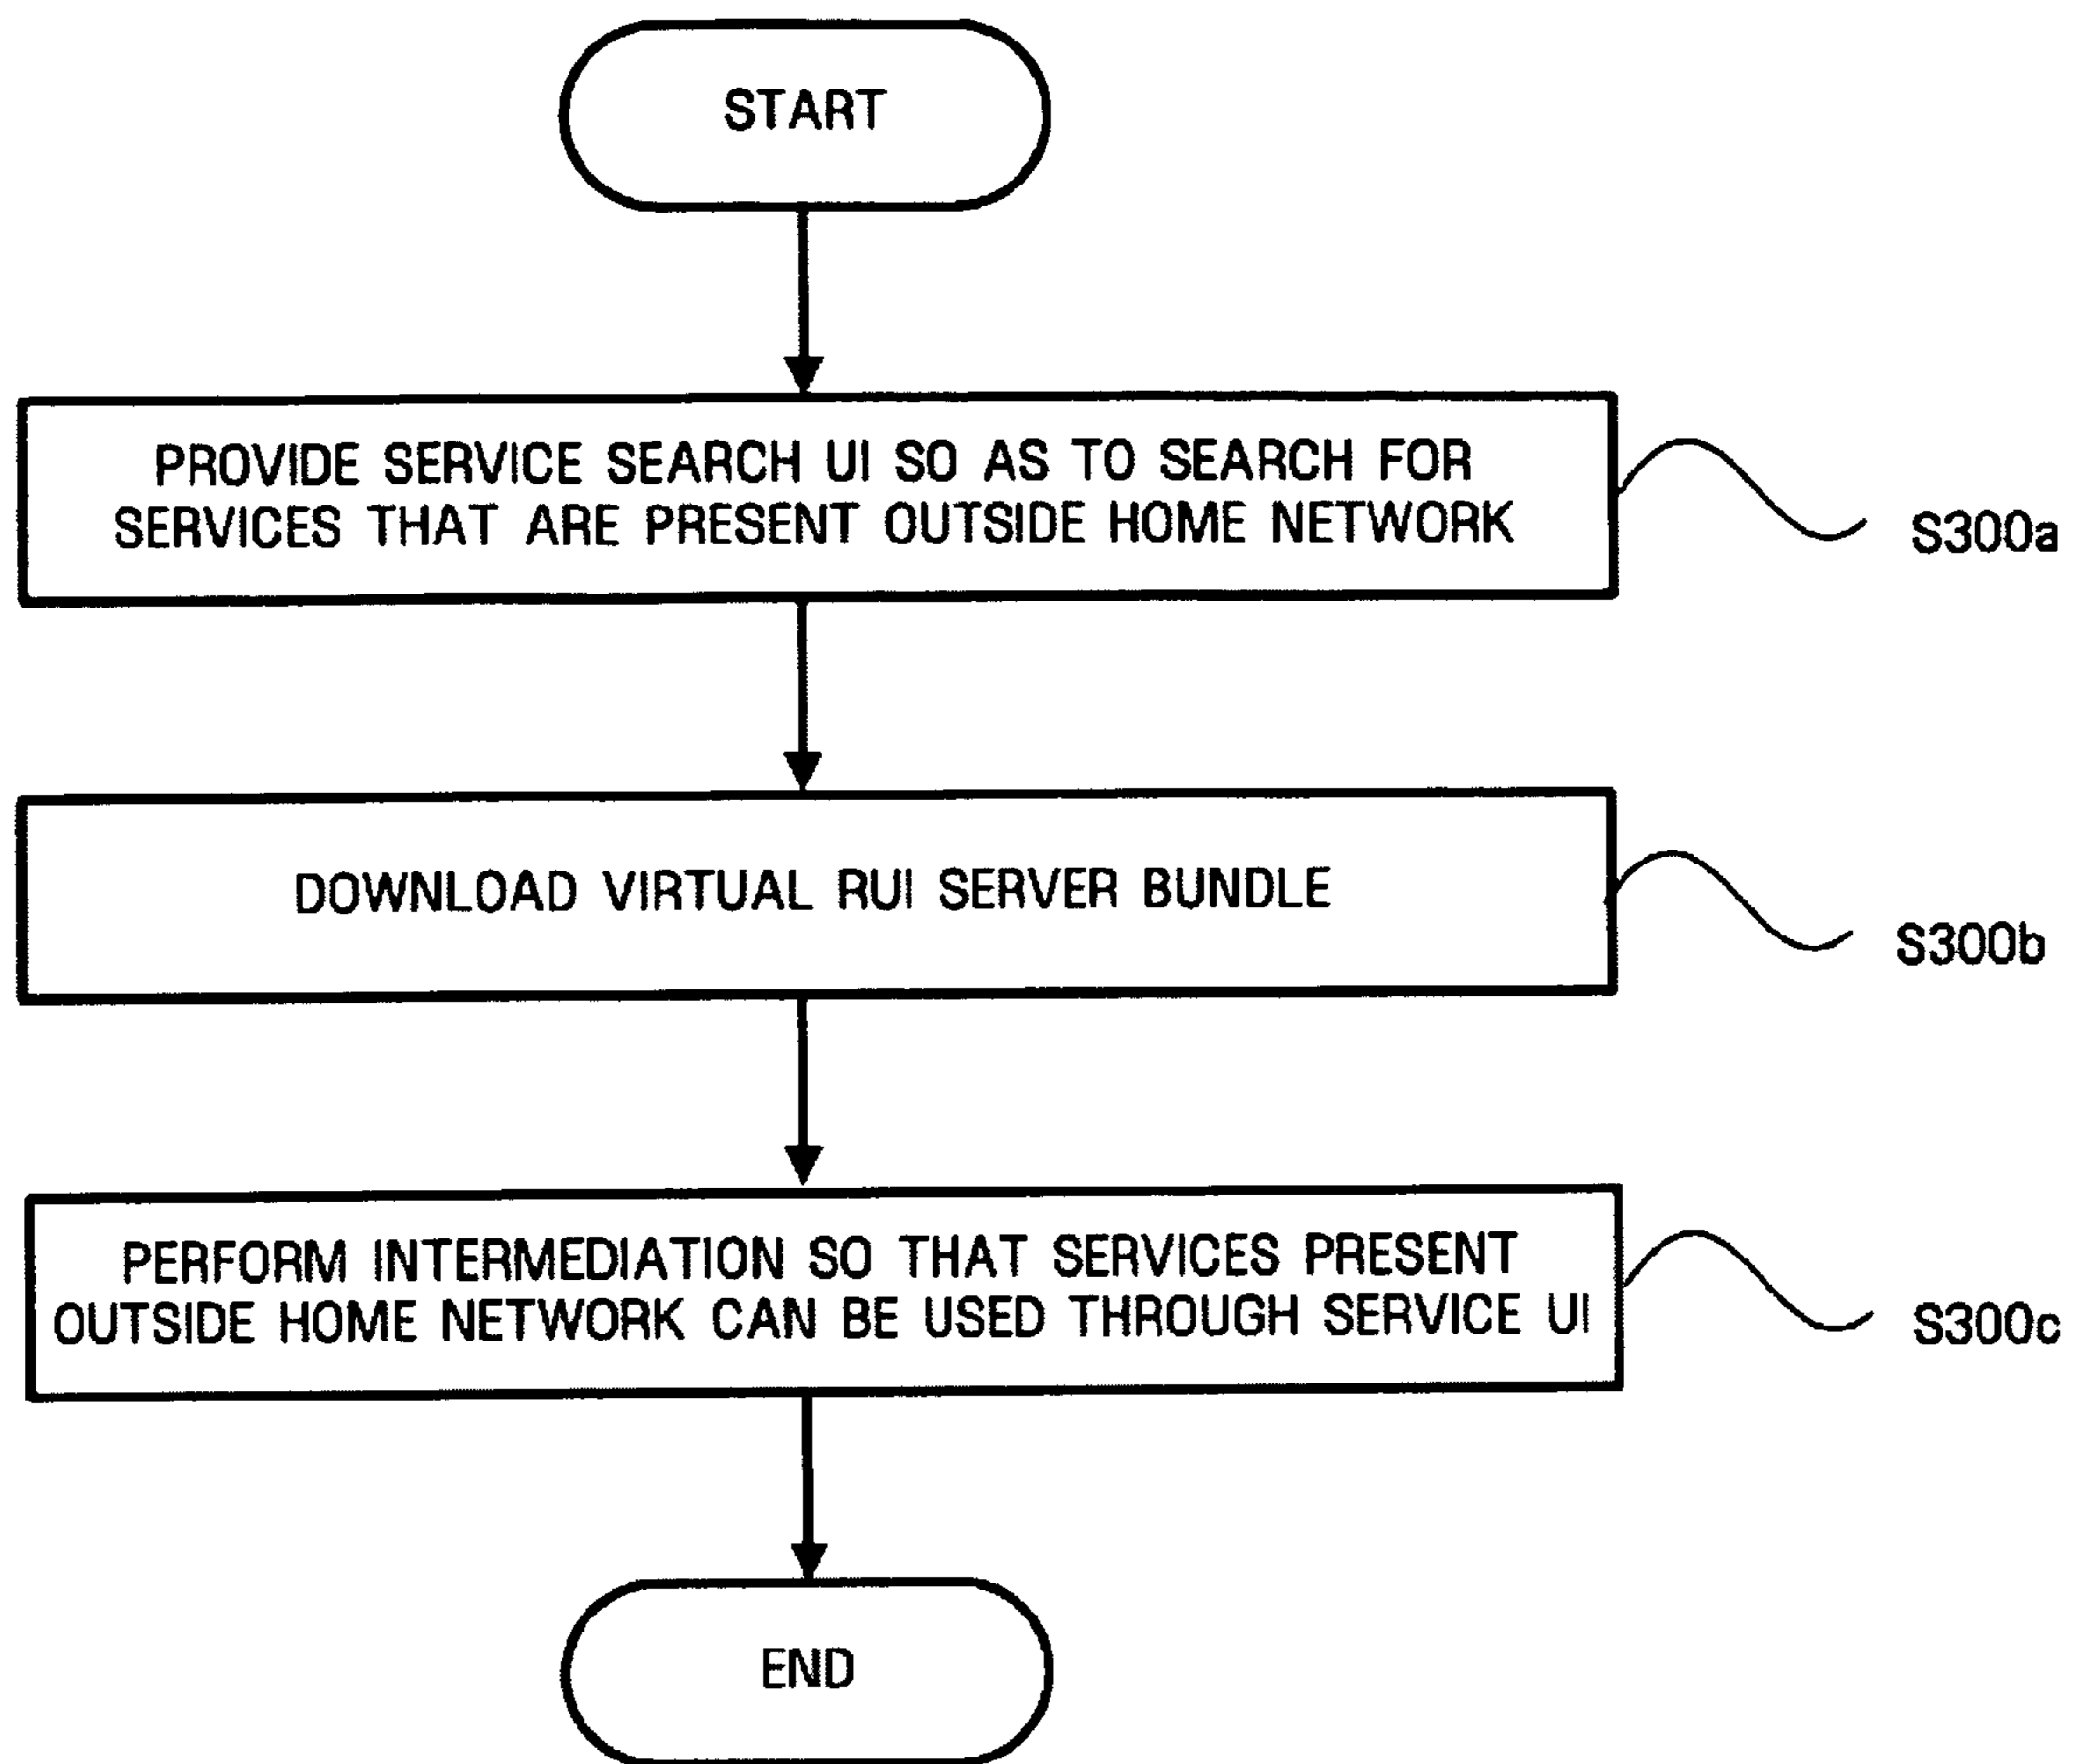 START
PROVIDE SERVICE SEARCH UI SO AS TO SEARCH FOR
SERVICES THAT ARE PRESENT OUTSIDE HOME NETWORK
S300a
DOWNLOAD VIRTUAL RUI SERVER BUNDLE
S300b
PERFORM INTERMEDIATION SO THAT SERVICES PRESENT
OUTSIDE HOME NETWORK CAN BE USED THROUGH SERVICE UI
S300c
END